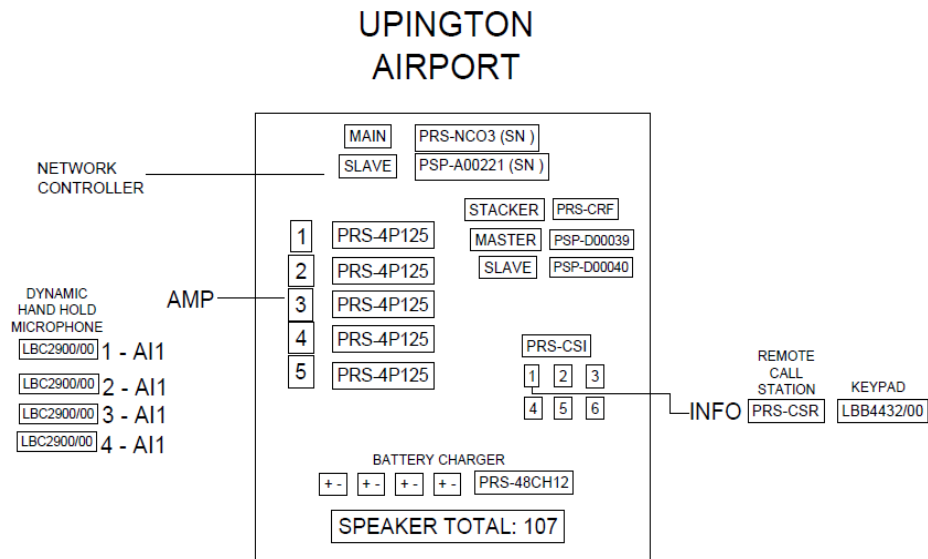 UPINGTON
AIRPORT
MAIN PRS-NCO3 (SN )
SLAVE PSP-A00221 (SN )
NETWORK
CONTROLLER
STACKER PRS-CRF
MASTER PSP-D00039
SLAVE PSP-D00040
1 PRS-4P125
2 PRS-4P125
AMP 3 PRS-4P125
4 PRS-4P125
5 PRS-4P125
DYNAMIC
HAND HOLD
MICROPHONE
LBC2900/00 1 - AI1
LBC2900/00 2 - AI1
LBC2900/00 3 - AI1
LBC2900/00 4 - AI1
PRS-CSI
1 2 3
4 5 6
INFO
REMOTE
CALL
STATION
PRS-CSR
KEYPAD
LBB4432/00
BATTERY CHARGER
+ - + - + - + - PRS-48CH12
SPEAKER TOTAL: 107